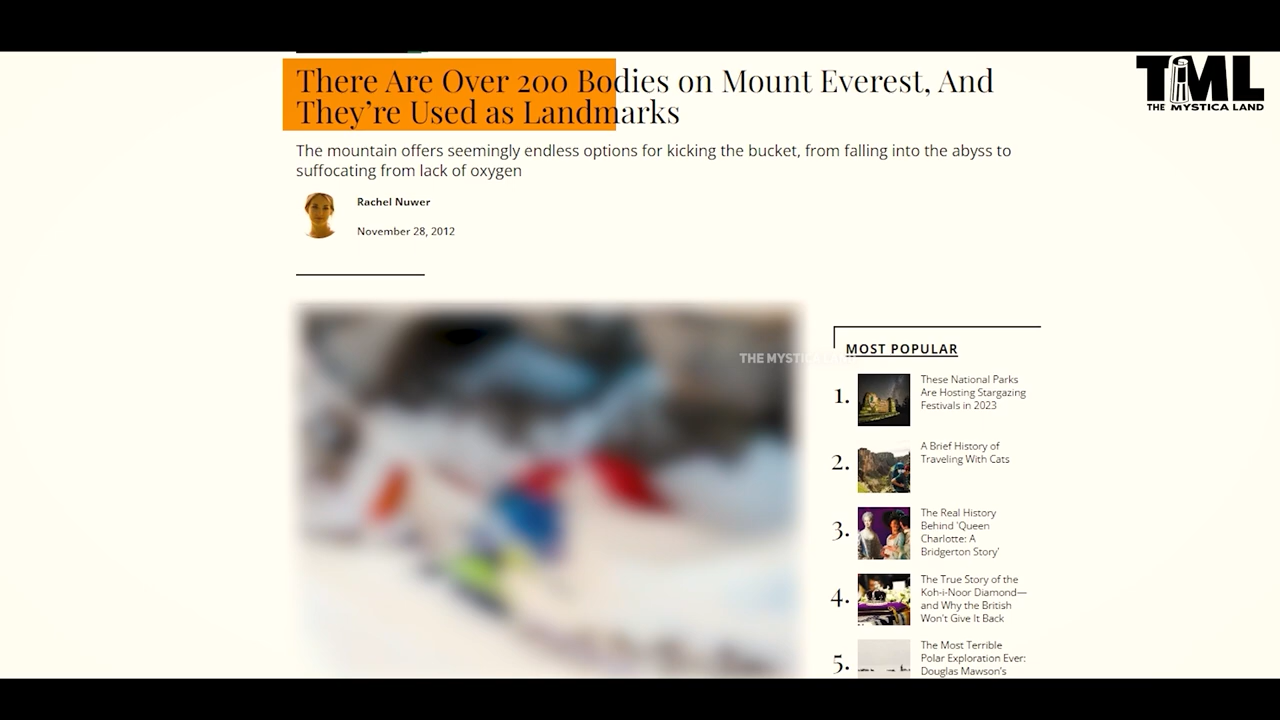 There Are Over 200 Bodies on Mount Everest, And
They're Used as Landmarks
TML
THE MYSTICA LAND
The mountain offers seemingly endless options for kicking the bucket, from falling into the abyss to
suffocating from lack of oxygen
Rachel Nuwer
November 28, 2012
THE MYSTICA
MOST POPULAR
1.
These National Parks
Are Hosting Stargazing
Festivals in 2023
2.
A Brief History of
Traveling With Cats
3.
The Real History
Behind 'Queen
Charlotte: A
Bridgerton Story'
4.
The True Story of the
Koh-i-Noor Diamond—
and Why the British
Won't Give It Back
5.
The Most Terrible
Polar Exploration Ever:
Douglas Mawson's